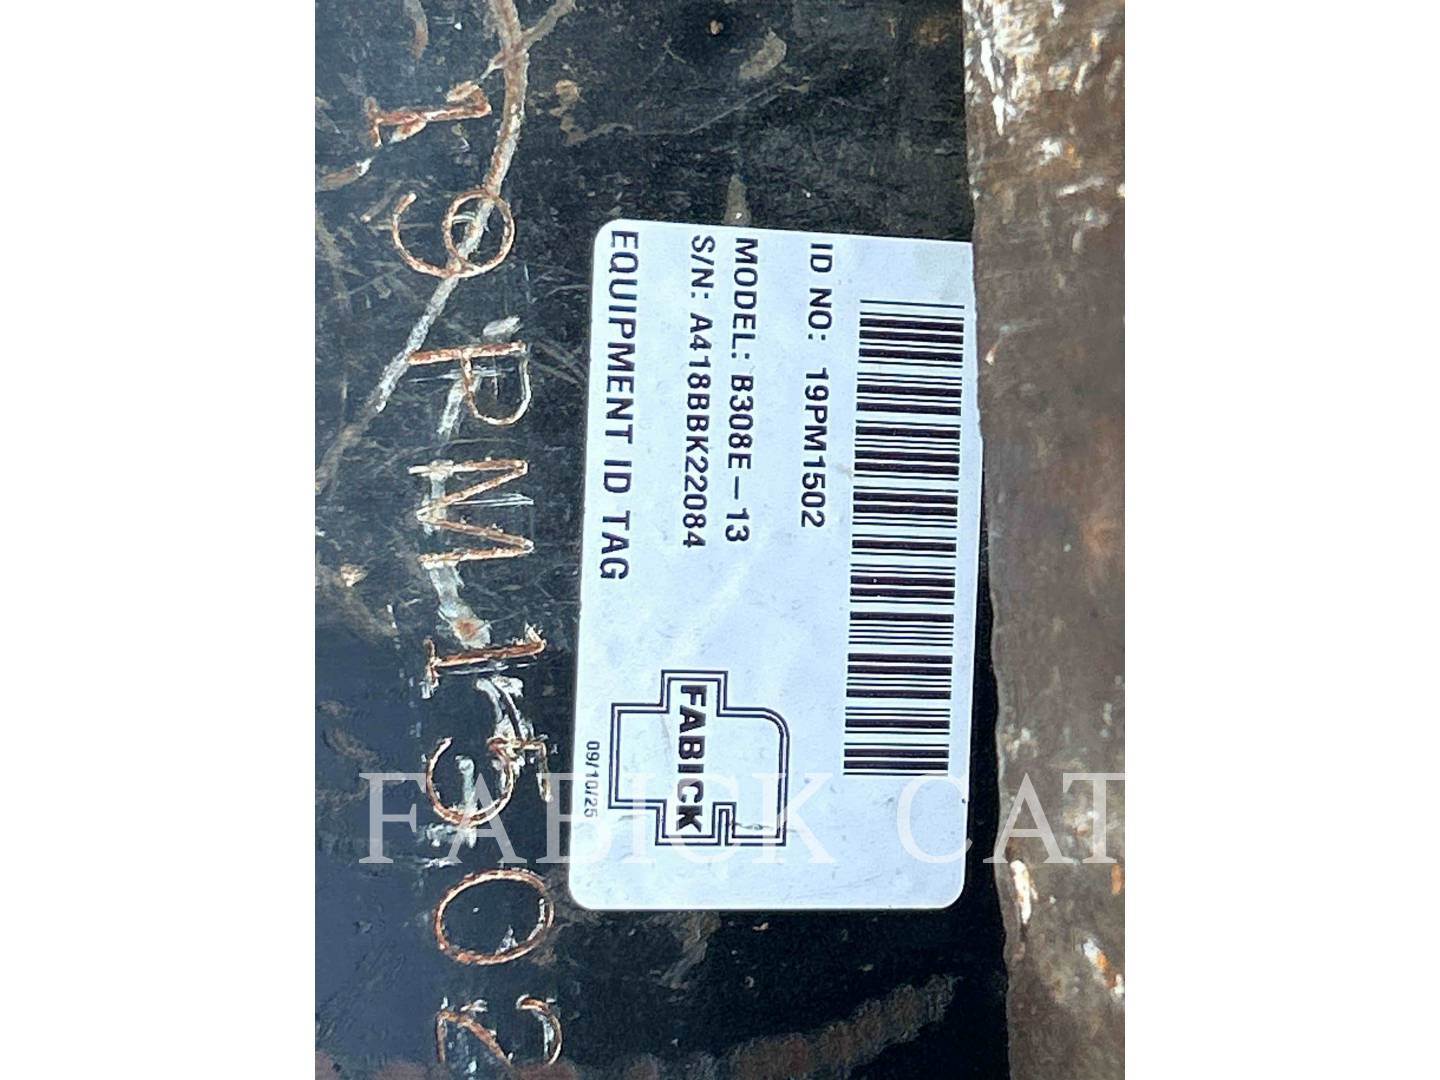 19PM1502
ID NO: 19PM1502
MODEL: B308E-13
S/N: A418BBK22084
EQUIPMENT ID TAG
FABICK
09/10/25
FABICK CAT